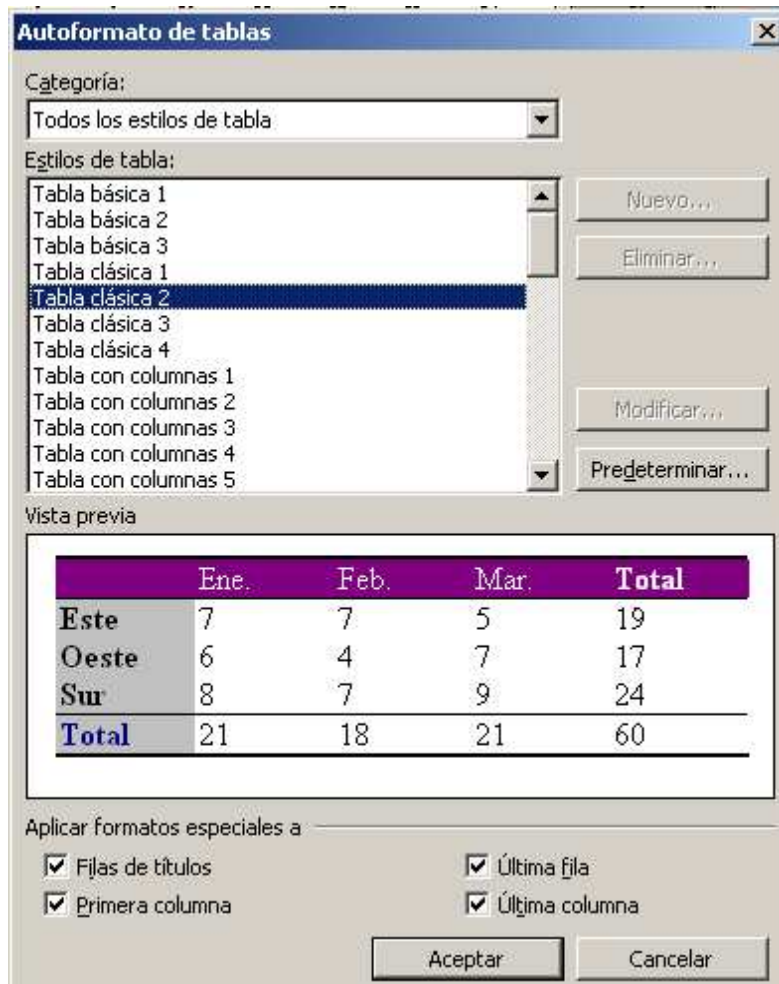 Autoformato de tablas
Categoría:
Todos los estilos de tabla
Estilos de tabla:
Tabla básica 1
Tabla básica 2
Tabla básica 3
Tabla clásica 1
Tabla clásica 2
Tabla clásica 3
Tabla clásica 4
Tabla con columnas 1
Tabla con columnas 2
Tabla con columnas 3
Tabla con columnas 4
Tabla con columnas 5
Nuevo...
Eliminar...
Modificar...
Predeterminar...
Vista previa
Ene. Feb. Mar. Total
Este 7 7 5 19
Oeste 6 4 7 17
Sur 8 7 9 24
Total 21 18 21 60
Aplicar formatos especiales a
Filas de títulos Última fila
Primera columna Última columna
Aceptar Cancelar